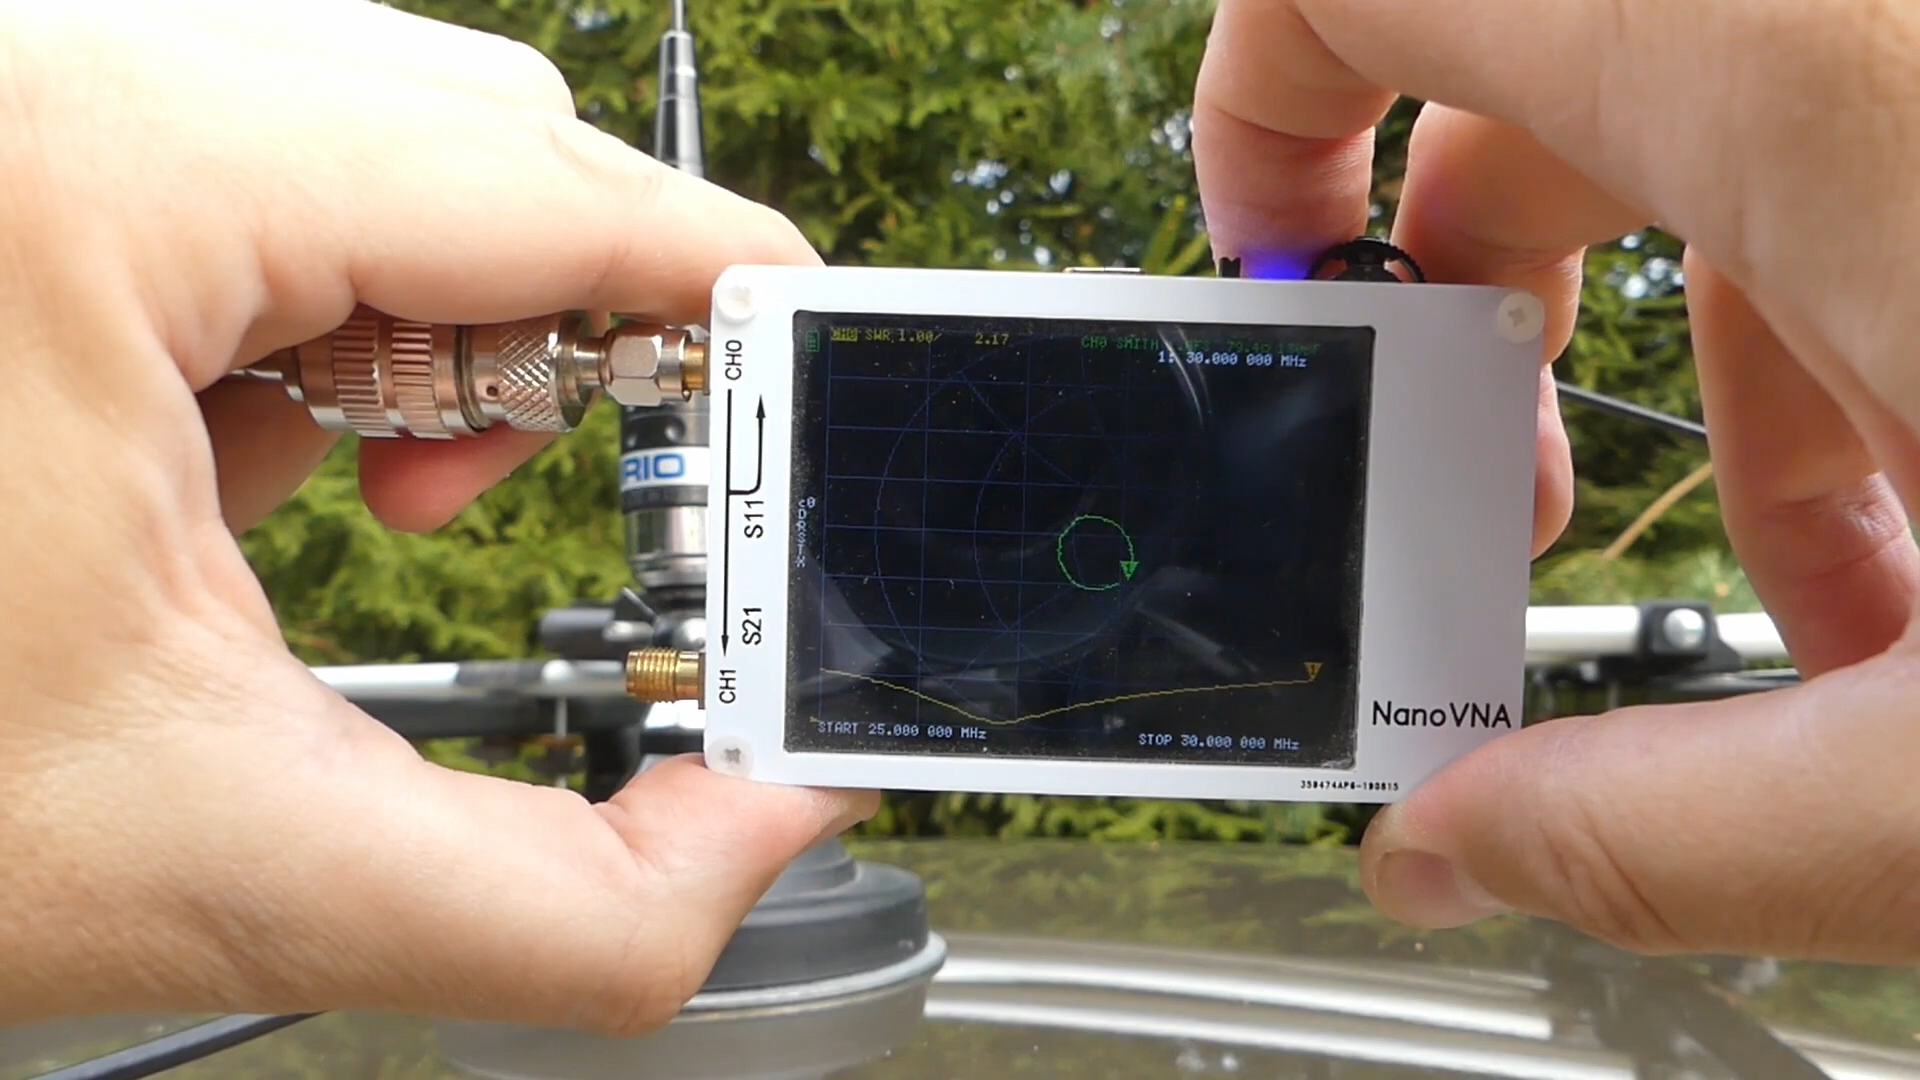 CH0 SWR 1.00/ 2.17
CH0 SMITH
1: 30.000 000 MHz
CH0
S11
S21
CH1
RIO
START 25.000 000 MHz
STOP 30.000 000 MHz
NanoVNA